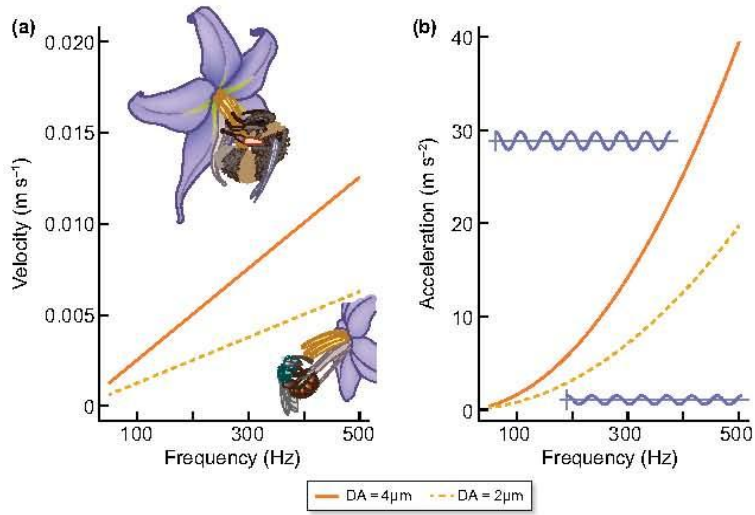 (a)
0.020
0.015
0.010
0.005
0
Velocity (m s⁻¹)
100
300
500
Frequency (Hz)
(b)
40
30
20
10
0
Acceleration (m s⁻²)
100
300
500
Frequency (Hz)
DA = 4μm
DA = 2μm